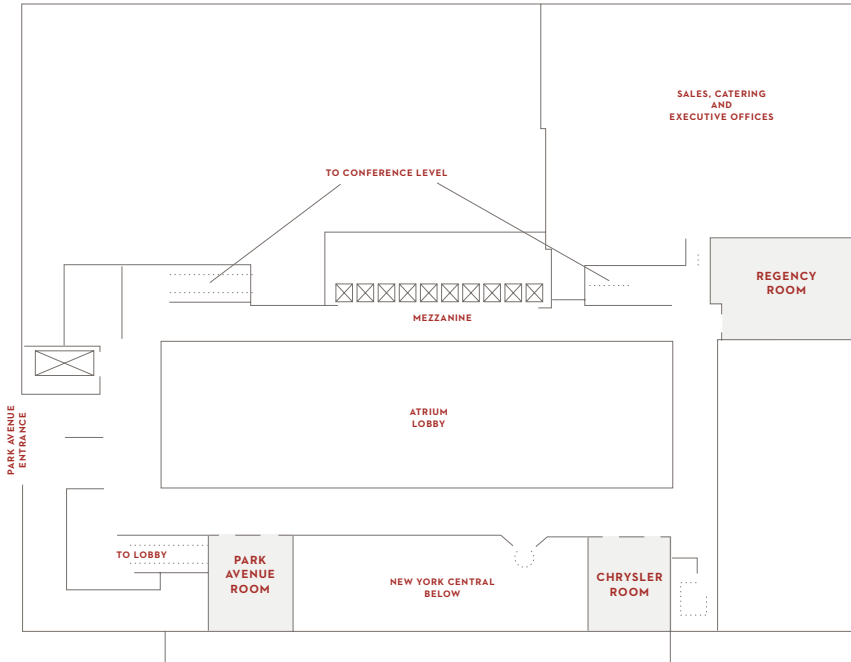 SALES, CATERING
AND
EXECUTIVE OFFICES
TO CONFERENCE LEVEL
REGENCY
ROOM
MEZZANINE
ATRIUM
LOBBY
PARK AVENUE
ENTRANCE
TO LOBBY
PARK
AVENUE
ROOM
NEW YORK CENTRAL
BELOW
CHRYSLER
ROOM